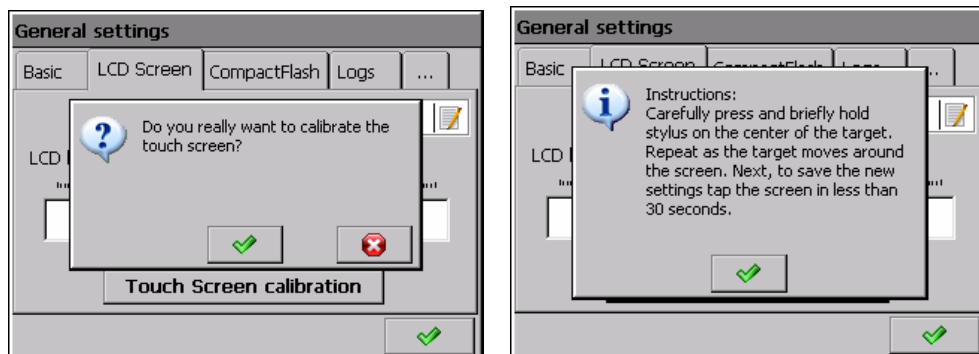 General settings
Basic
LCD Screen
CompactFlash
Logs
...
Do you really want to calibrate the
touch screen?
LCD
Touch Screen calibration
General settings
Basic
LCD Screen
CompactFlash
Instructions:
Carefully press and briefly hold
stylus on the center of the target.
Repeat as the target moves around
the screen. Next, to save the new
settings tap the screen in less than
30 seconds.
LCD